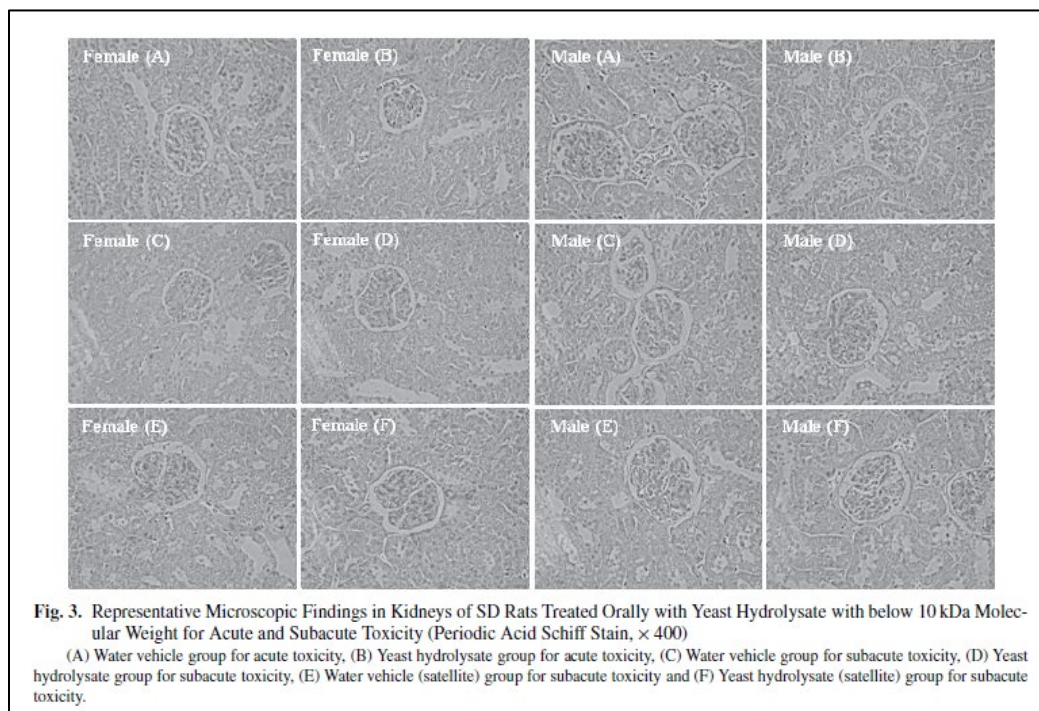 Female (A) Female (B) Male (A) Male (B)
Female (C) Female (D) Male (C) Male (D)
Female (E) Female (F) Male (E) Male (F)
Fig. 3. Representative Microscopic Findings in Kidneys of SD Rats Treated Orally with Yeast Hydrolysate with below 10 kDa Molec-
ular Weight for Acute and Subacute Toxicity (Periodic Acid Schiff Stain, × 400)
(A) Water vehicle group for acute toxicity, (B) Yeast hydrolysate group for acute toxicity, (C) Water vehicle group for subacute toxicity, (D) Yeast
hydrolysate group for subacute toxicity, (E) Water vehicle (satellite) group for subacute toxicity and (F) Yeast hydrolysate (satellite) group for subacute
toxicity.